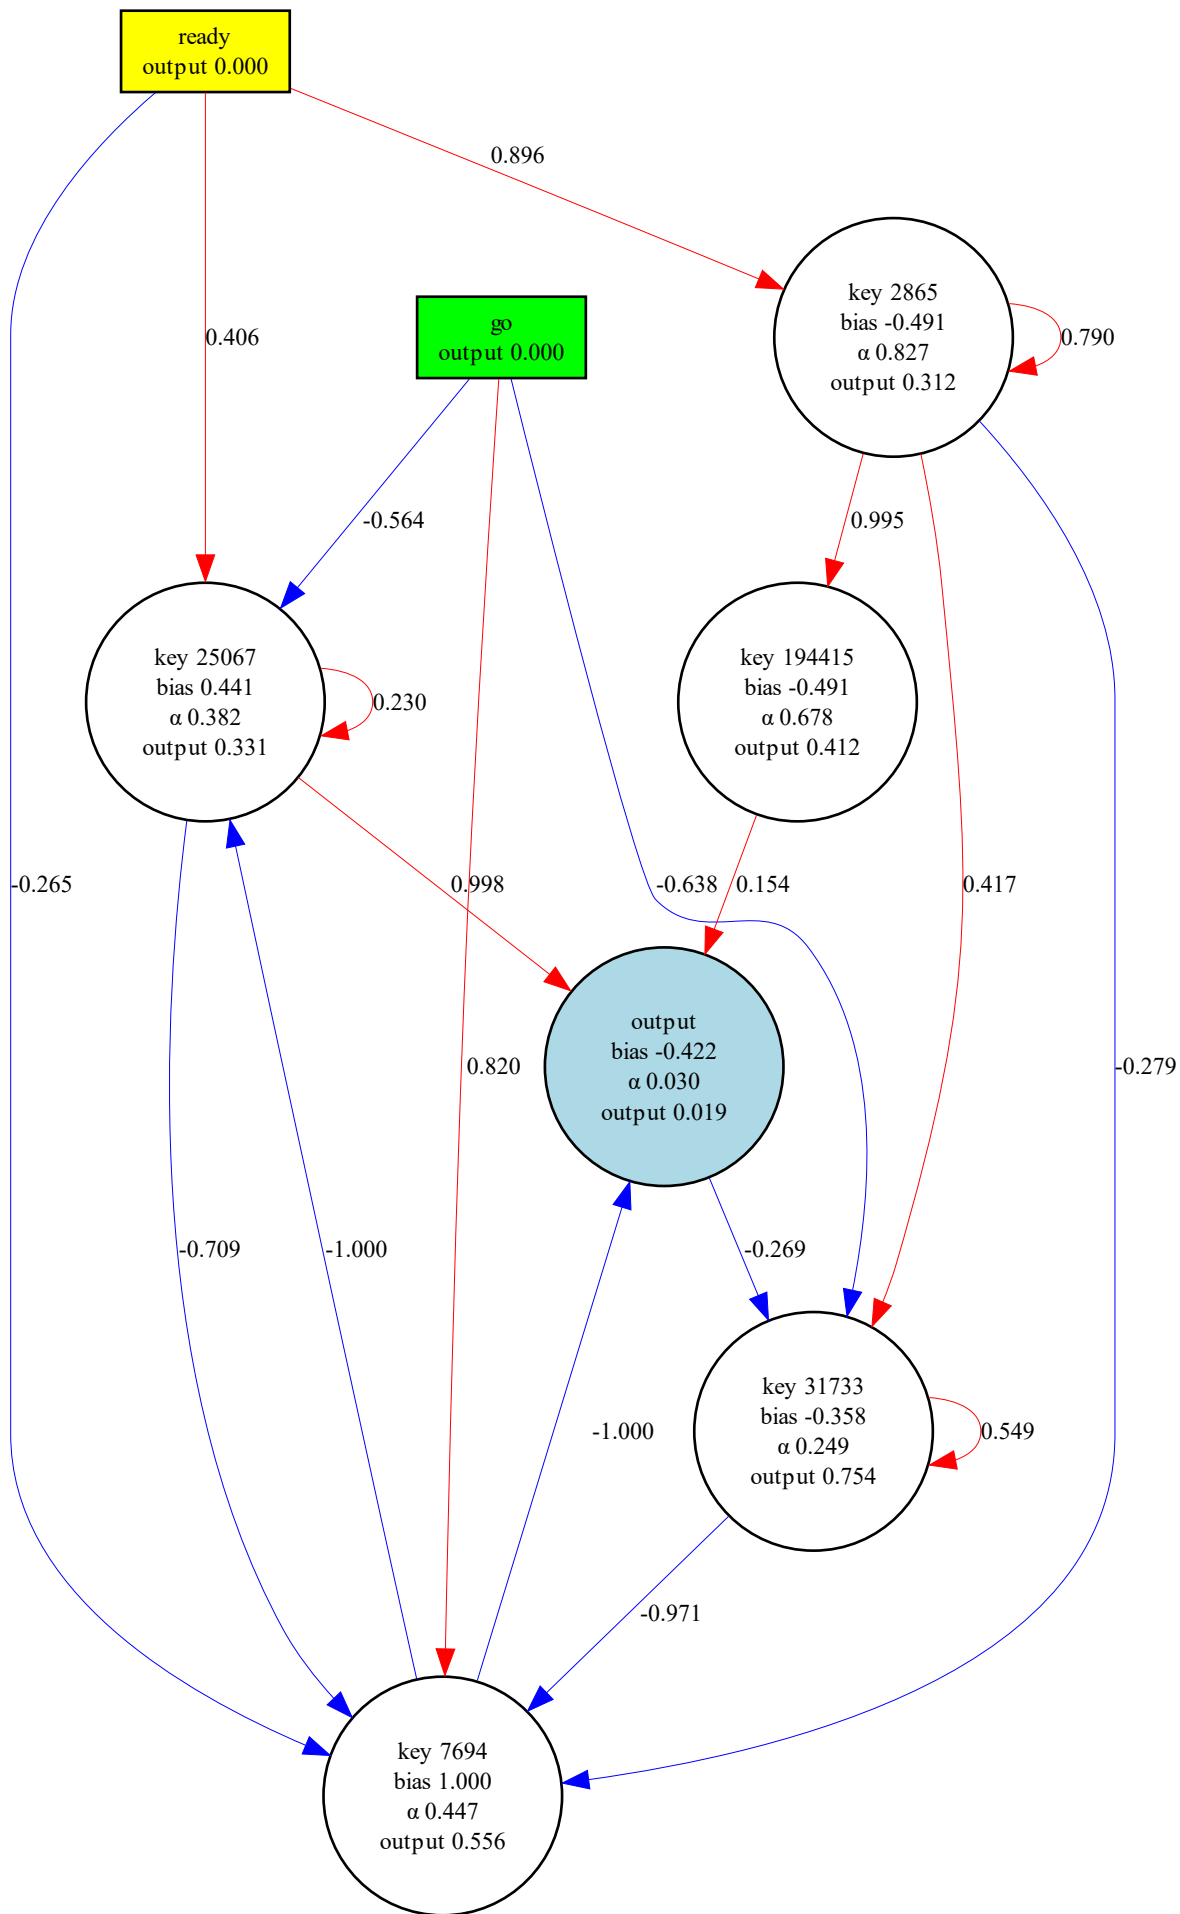 ready
output 0.000
0.896
key 2865
bias -0.491
α 0.827
output 0.312
0.790
go
output 0.000
0.406
-0.564
0.995
key 25067
bias 0.441
α 0.382
output 0.331
0.230
key 194415
bias -0.491
α 0.678
output 0.412
-0.265
0.998
-0.638
0.154
0.417
output
bias -0.422
α 0.030
output 0.019
0.820
-0.279
-0.709
-1.000
-0.269
key 31733
bias -0.358
α 0.249
output 0.754
0.549
-1.000
-0.971
key 7694
bias 1.000
α 0.447
output 0.556